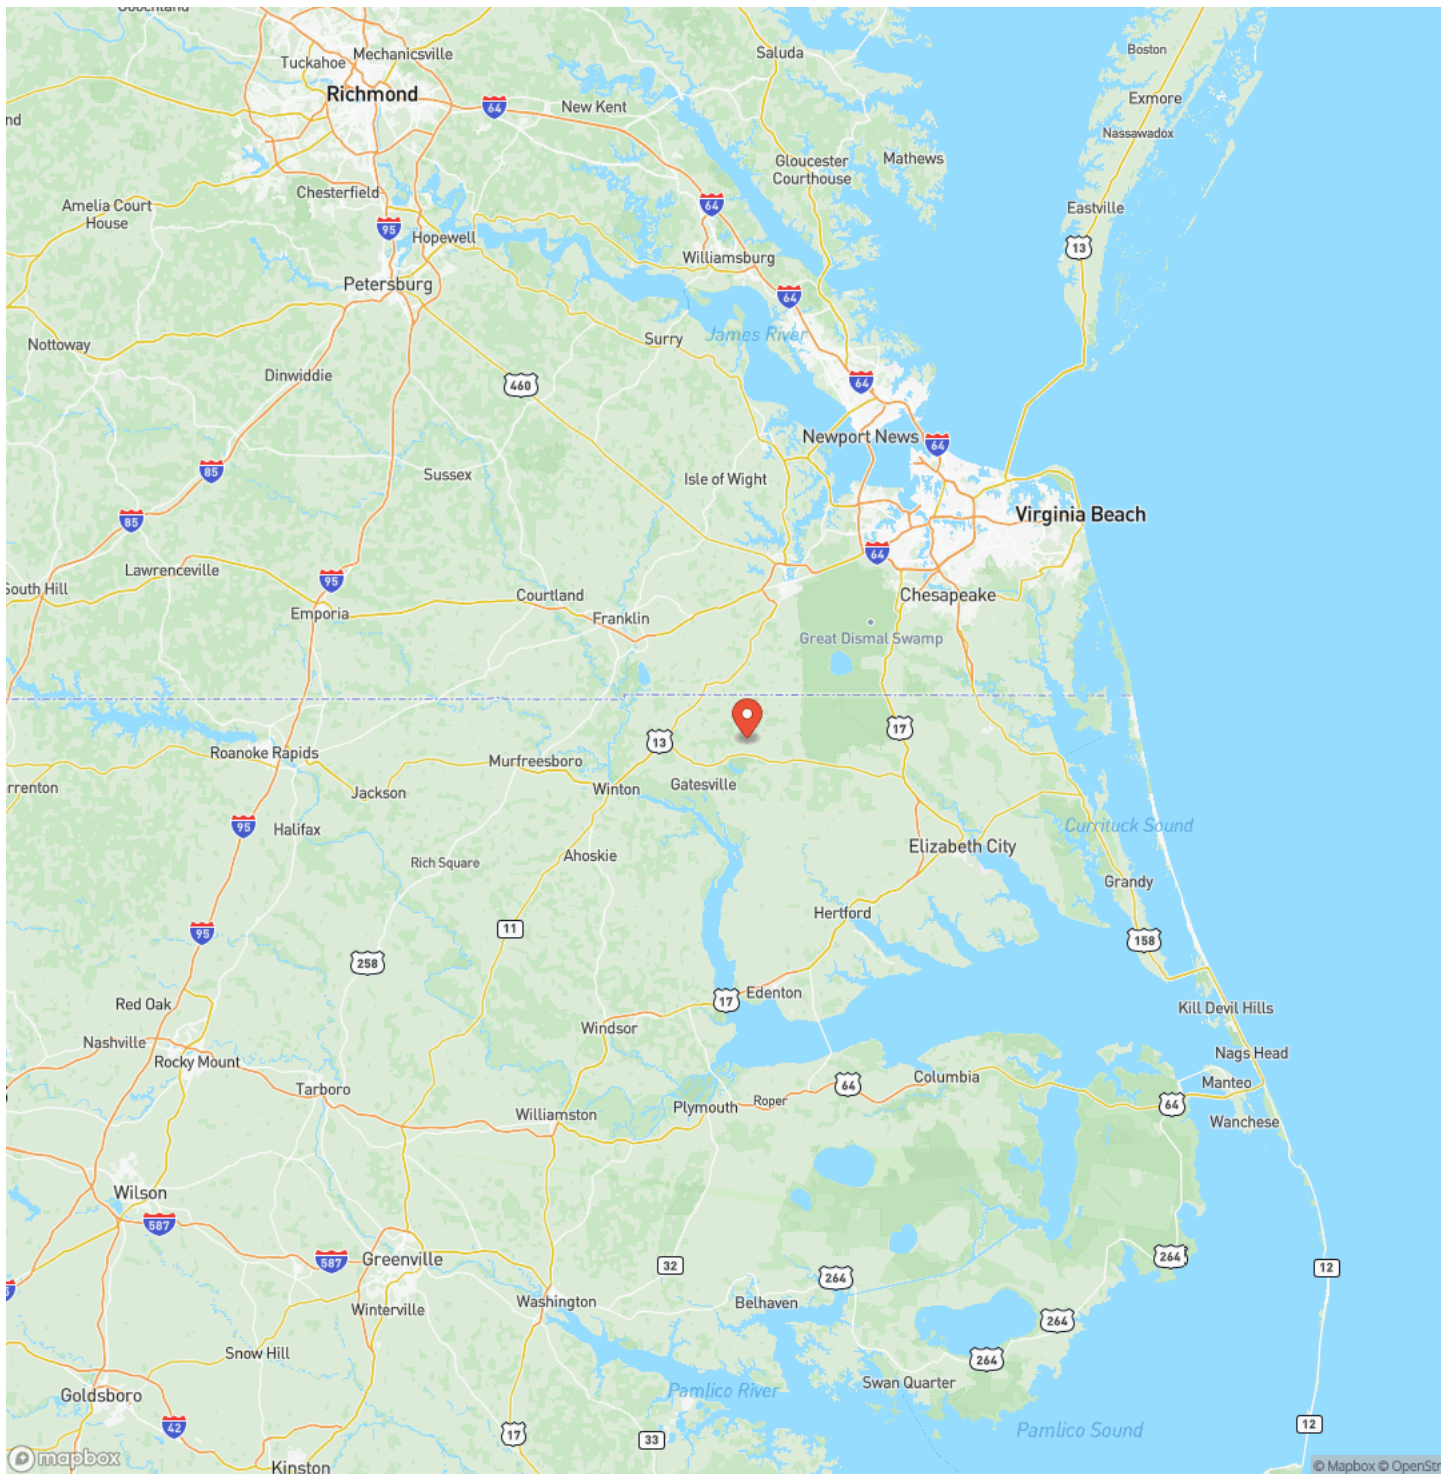 Goochland
Tuckahoe
Mechanicsville
Richmond
64
New Kent
Saluda
Boston
Exmore
Nassawadox
nd
Gloucester
Courthouse
Mathews
Chesterfield
Amelia Court
House
95
Hopewell
64
Eastville
13
Williamsburg
Petersburg
64
James River
Surry
Nottoway
Dinwiddie
460
64
Newport News
64
85
Sussex
Isle of Wight
85
Virginia Beach
64
Lawrenceville
95
South Hill
Courtland
Chesapeake
Emporia
Franklin
Great Dismal Swamp
13
17
Roanoke Rapids
Murfreesboro
Gatesville
Winton
rrenton
Jackson
95
Halifax
Currituck Sound
Ahoskie
Rich Square
Elizabeth City
Grandy
Hertford
11
95
158
258
Edenton
17
Red Oak
Kill Devil Hills
Windsor
Nashville
Rocky Mount
Nags Head
Tarboro
64
Columbia
Manteo
64
Williamston
Plymouth
Roper
Wanchese
Wilson
587
Greenville
587
32
264
264
12
Washington
Belhaven
Winterville
264
Snow Hill
264
Swan Quarter
Pamlico River
Goldsboro
42
17
33
Pamlico Sound
12
mapbox
Kinston
© Mapbox © OpenStr